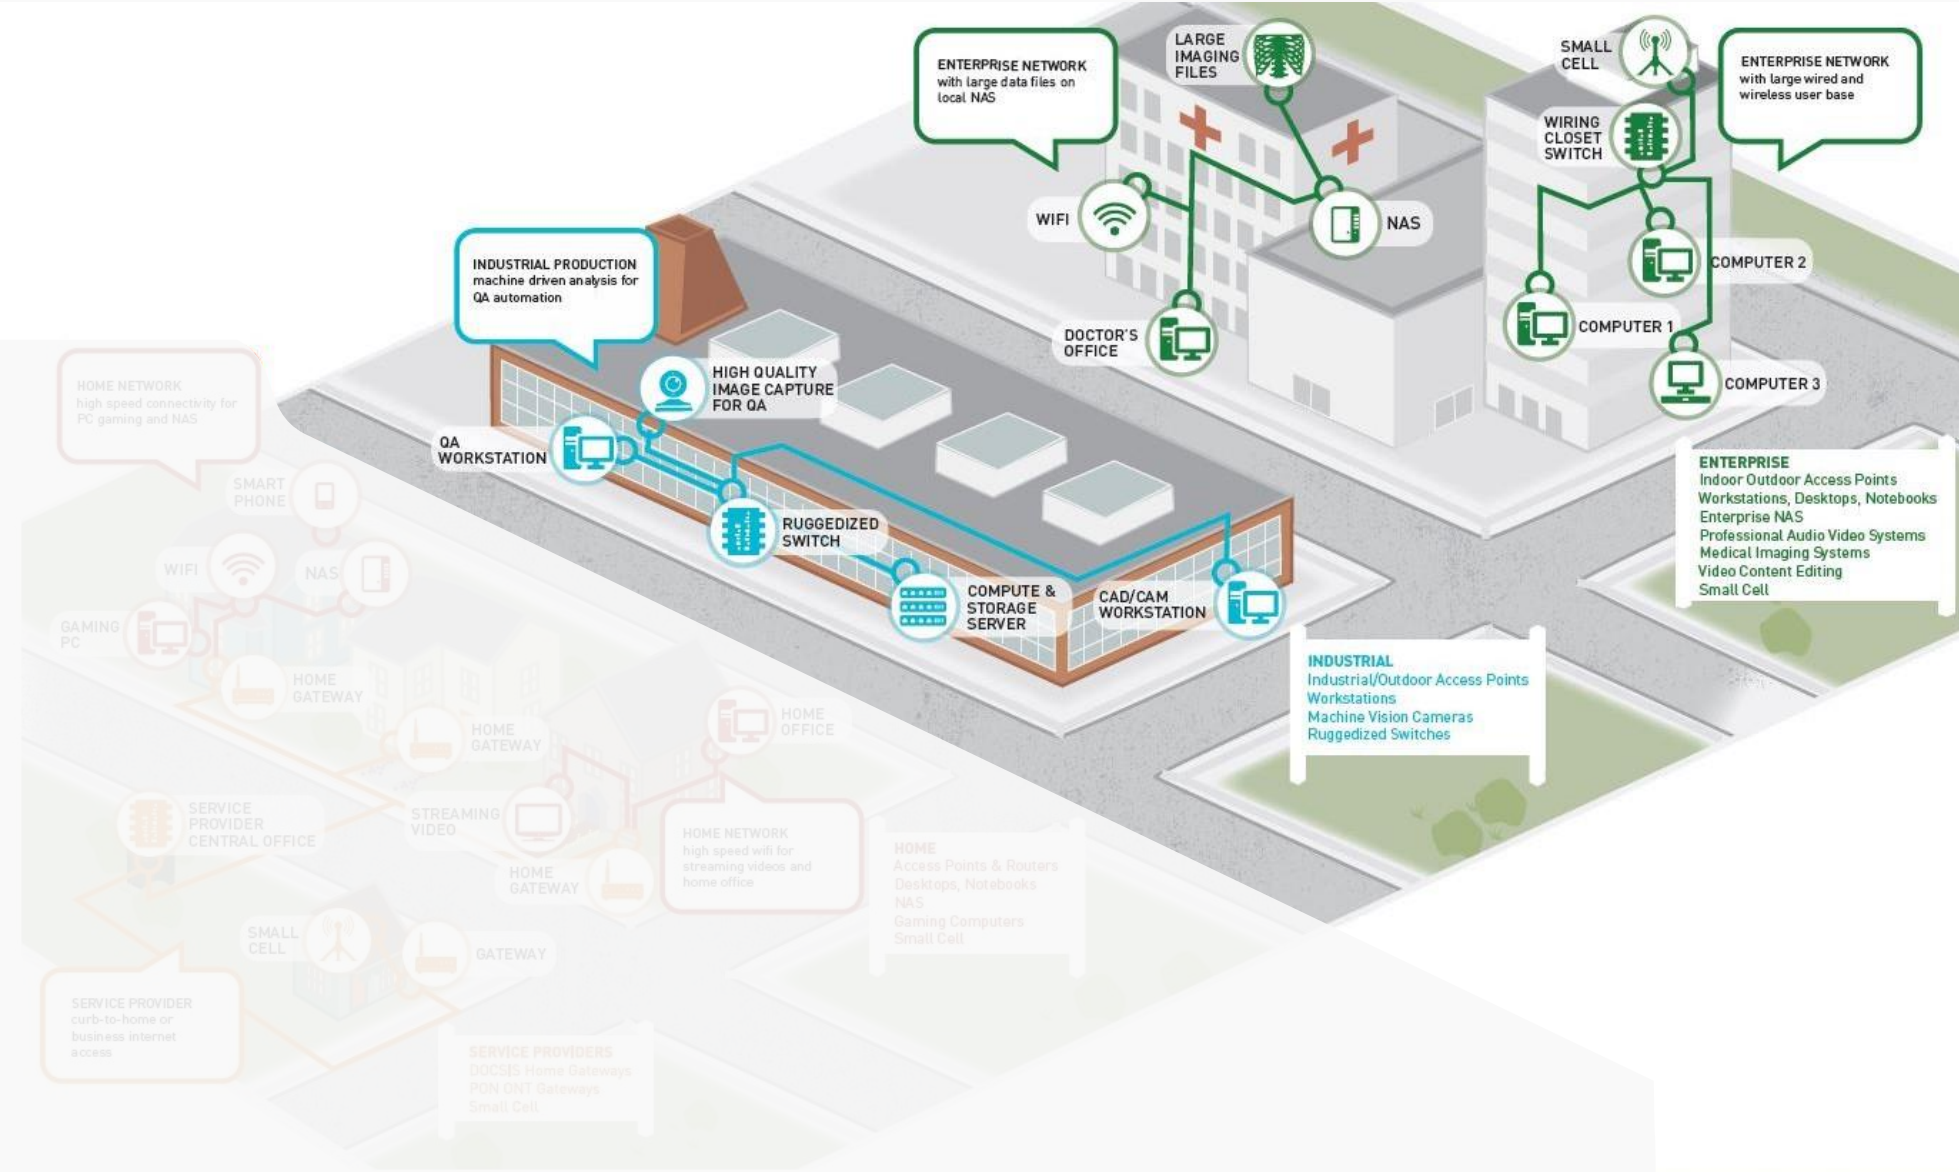 ENTERPRISE NETWORK
with large data files on
local NAS
LARGE
IMAGING
FILES
SMALL
CELL
ENTERPRISE NETWORK
with large wired and
wireless user base
WIRING
CLOSET
SWITCH
WIFI
NAS
COMPUTER 2
INDUSTRIAL PRODUCTION
machine driven analysis for
QA automation
DOCTOR'S
OFFICE
COMPUTER 1
COMPUTER 3
HOME NETWORK
high speed connectivity for
PC gaming and NAS
HIGH QUALITY
IMAGE CAPTURE
FOR QA
QA
WORKSTATION
ENTERPRISE
Indoor Outdoor Access Points
Workstations, Desktops, Notebooks
Enterprise NAS
Professional Audio Video Systems
Medical Imaging Systems
Video Content Editing
Small Cell
SMART
PHONE
RUGGEDIZED
SWITCH
WIFI
NAS
COMPUTE &
STORAGE
SERVER
CAD/CAM
WORKSTATION
GAMING
PC
HOME
GATEWAY
INDUSTRIAL
Industrial/Outdoor Access Points
Workstations
Machine Vision Cameras
Ruggedized Switches
HOME
GATEWAY
HOME
OFFICE
SERVICE
PROVIDER
CENTRAL OFFICE
STREAMING
VIDEO
HOME NETWORK
high speed wifi for
streaming videos and
home office
HOME
GATEWAY
HOME
Access Points & Routers
Desktops, Notebooks
NAS
Gaming Computers
Small Cell
SMALL
CELL
GATEWAY
SERVICE PROVIDER
curb-to-home or
business internet
access
SERVICE PROVIDERS
DOCSIS Home Gateways
PON ONT Gateways
Small Cell